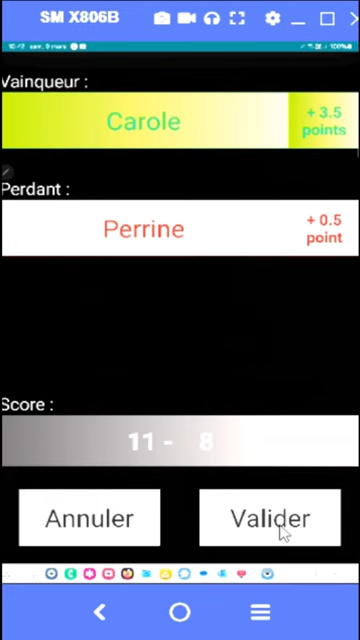 SM X806B
Vainqueur :
Carole
+ 3.5
points
Perdant :
Perrine
+ 0.5
point
Score :
11 - 8
Annuler
Valider